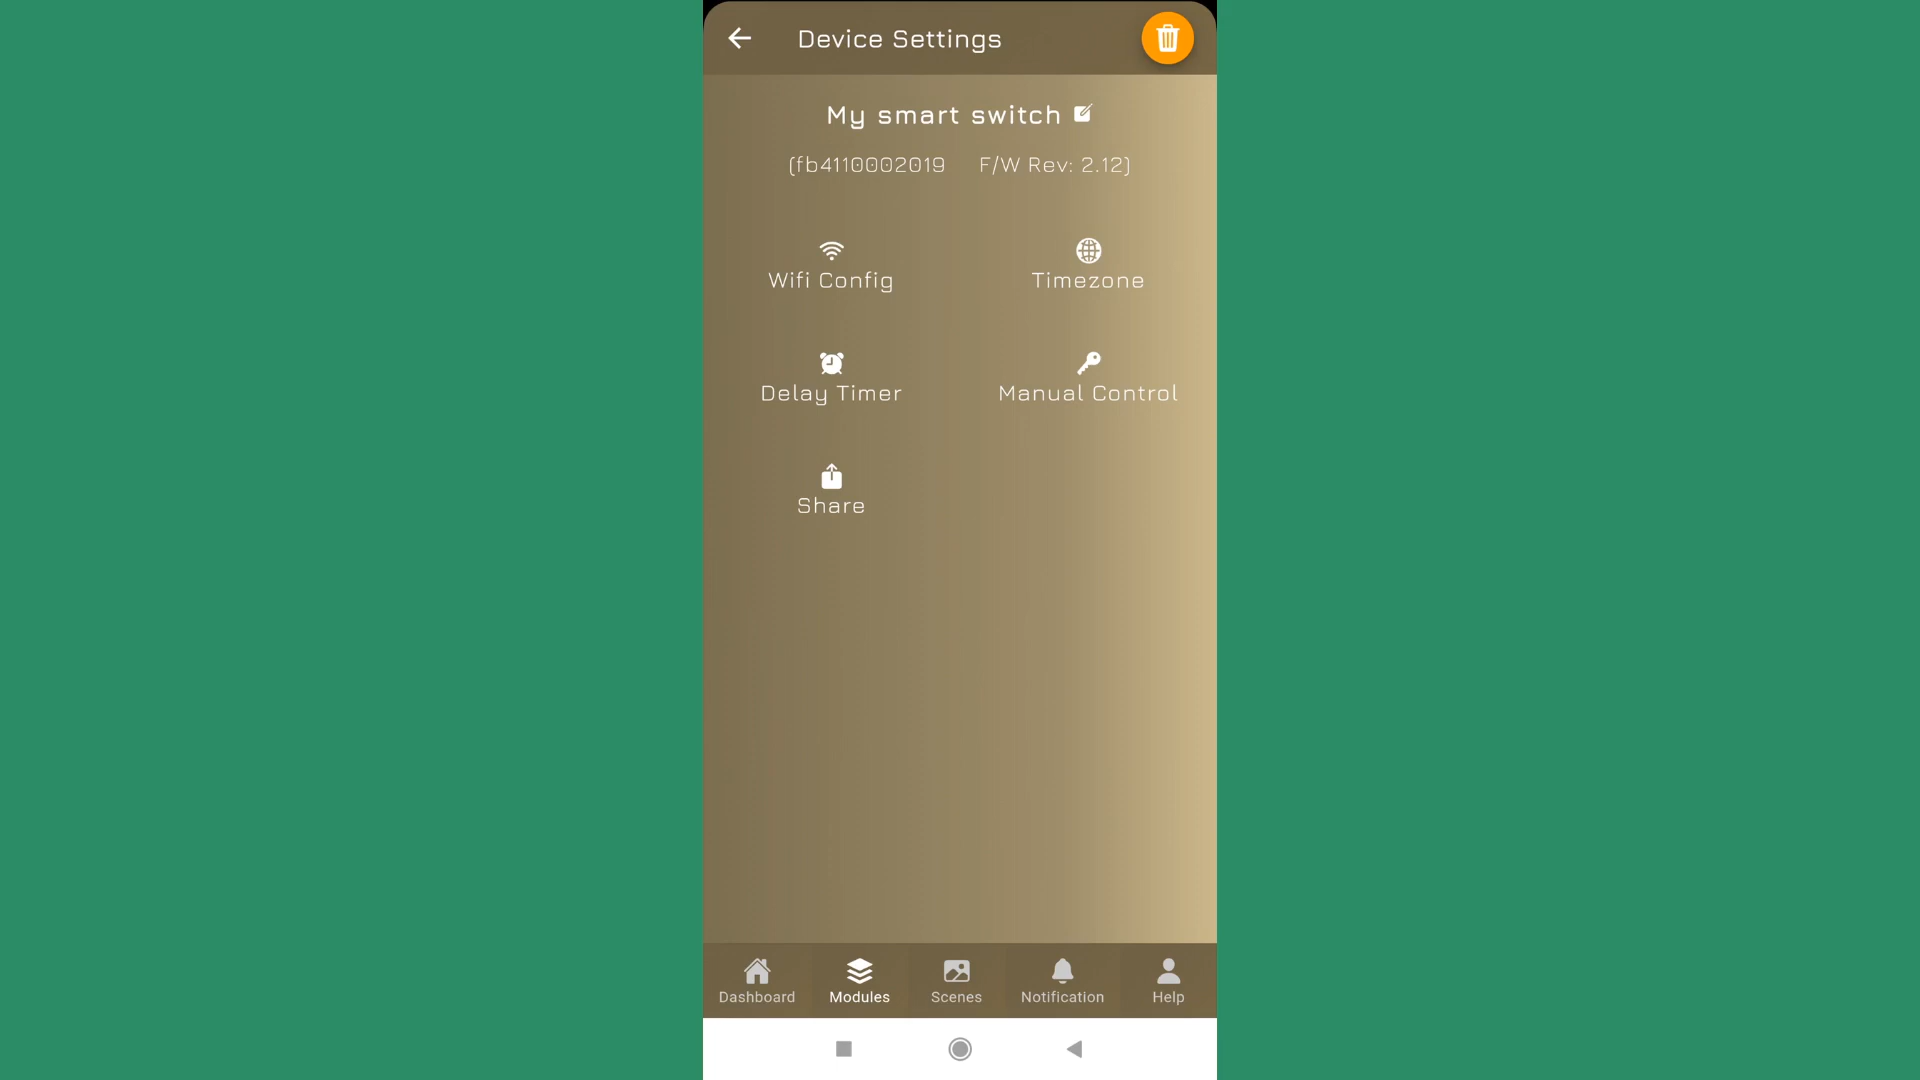 Device Settings
My smart switch
(fb4110002019 F/W Rev: 2.12)
Wifi Config
Timezone
Delay Timer
Manual Control
Share
Dashboard
Modules
Scenes
Notification
Help